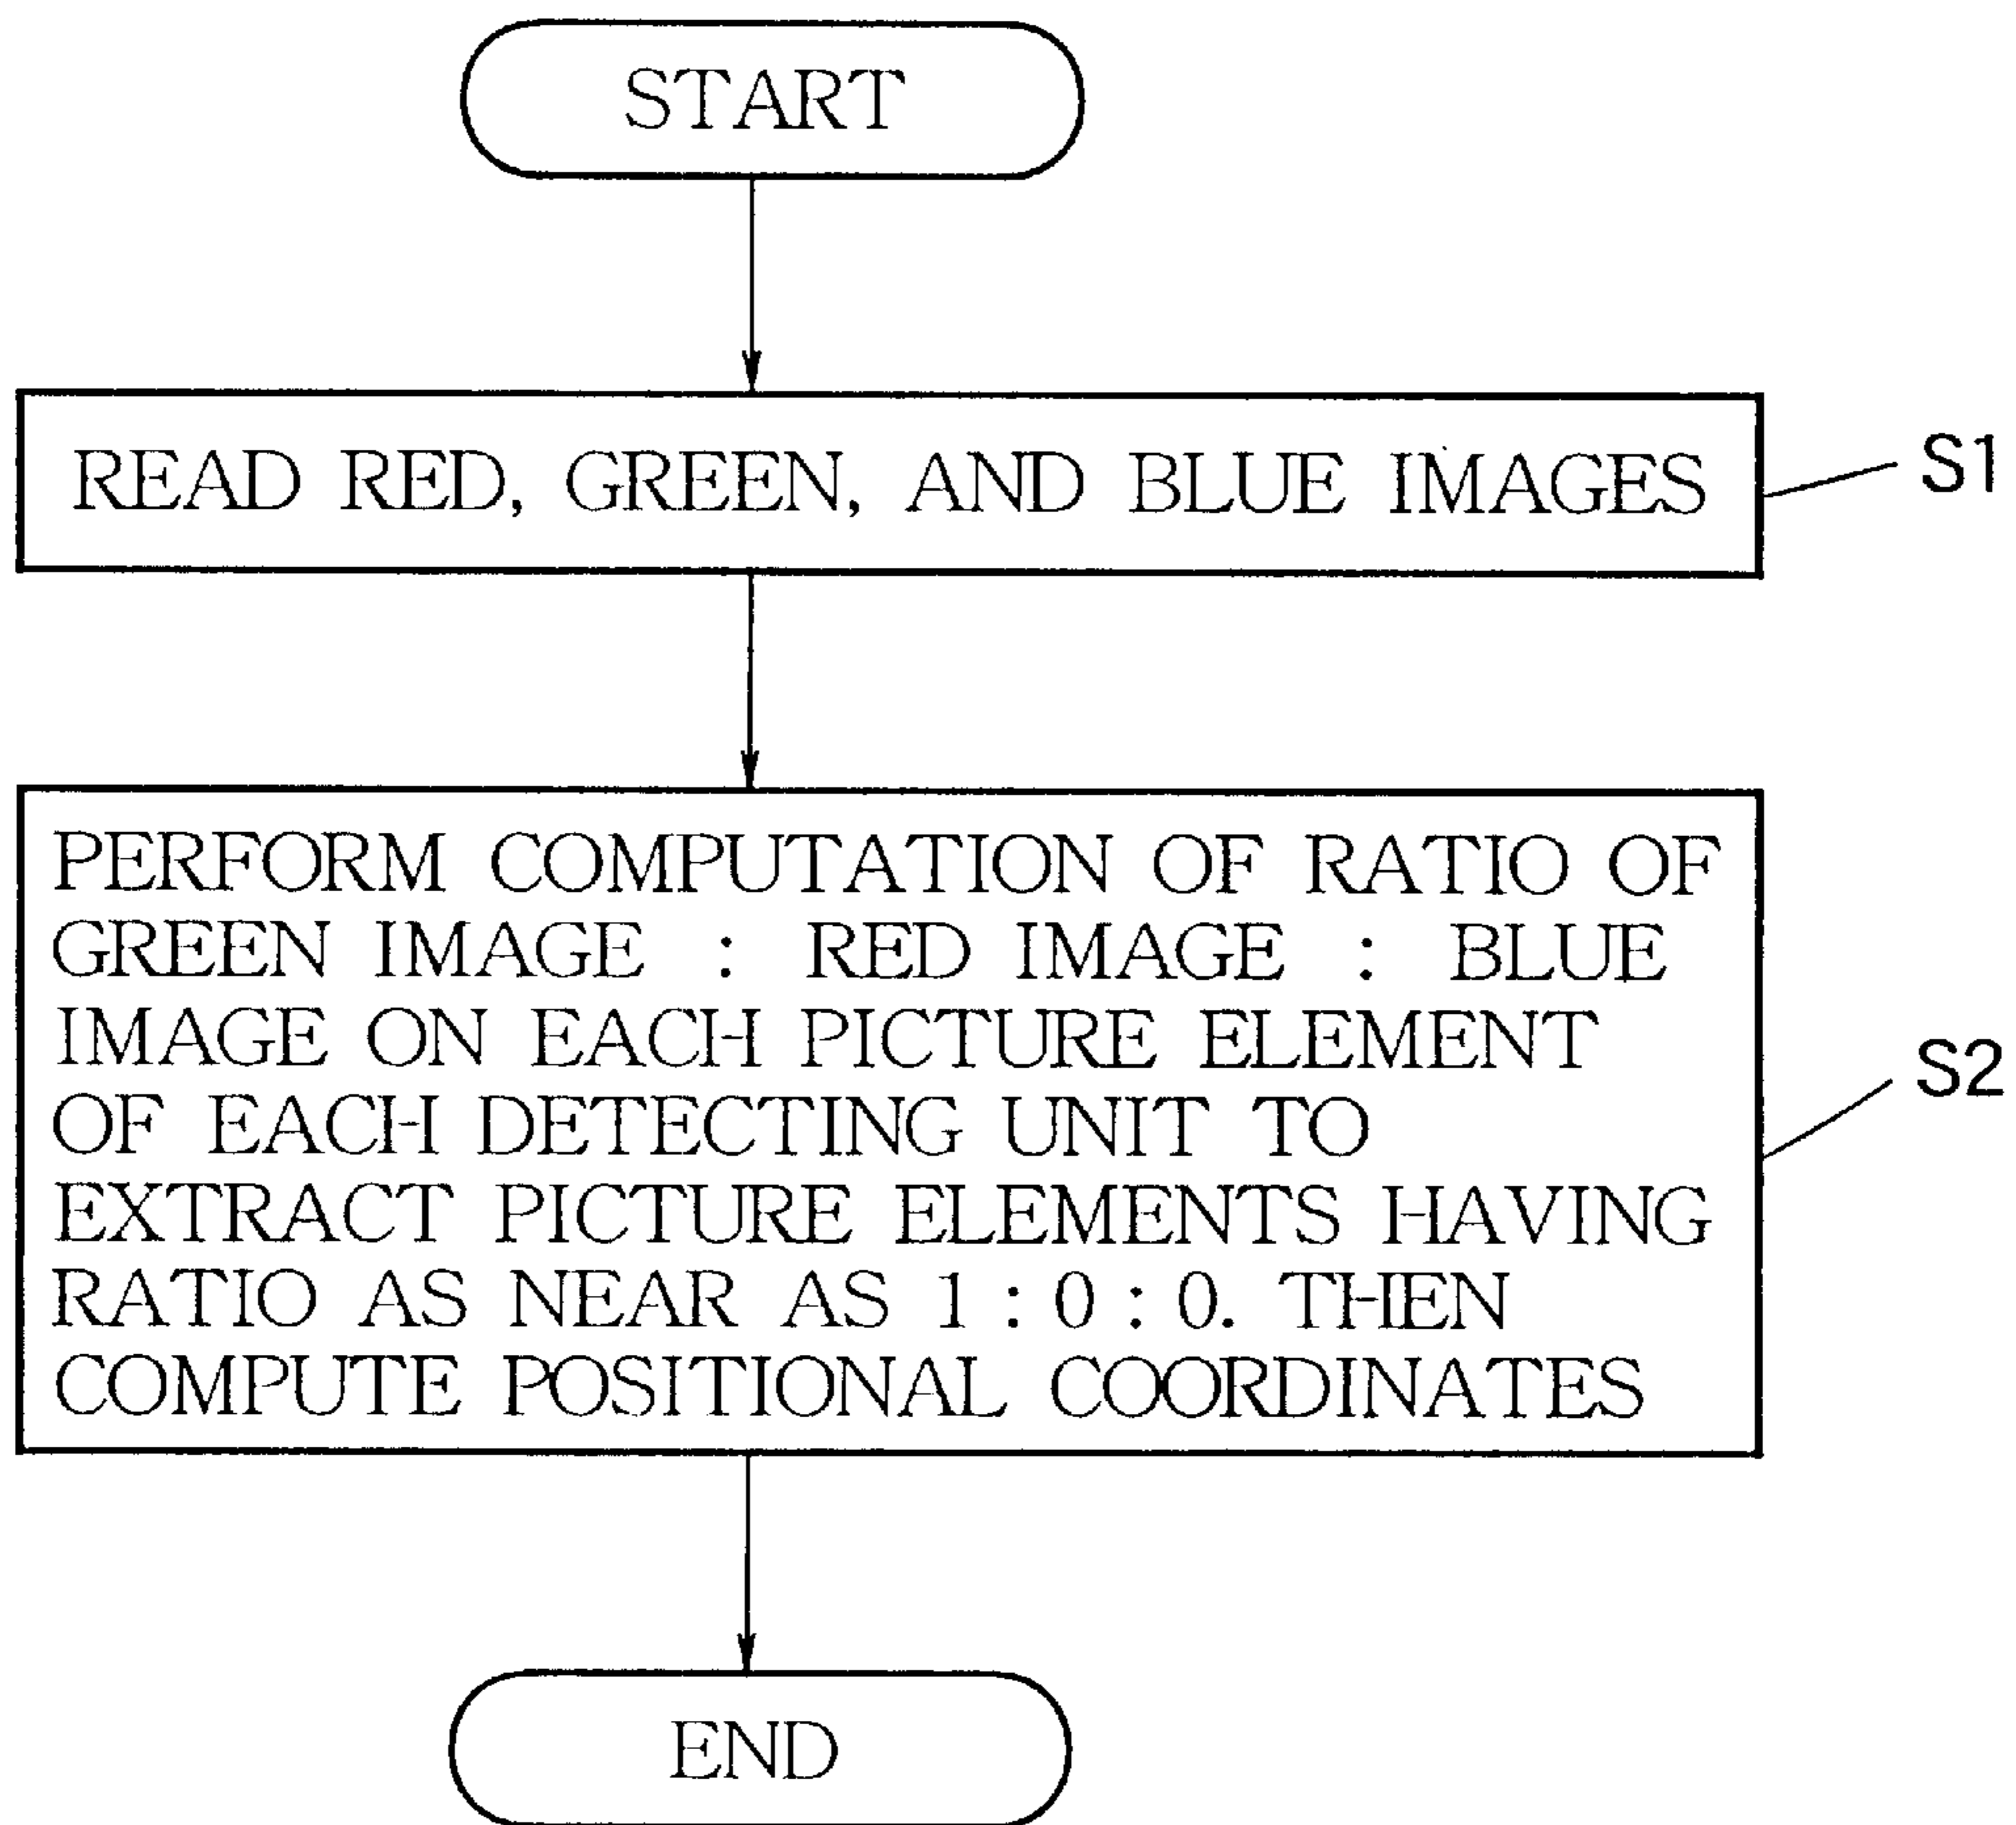 START
READ RED, GREEN, AND BLUE IMAGES
S1
PERFORM COMPUTATION OF RATIO OF
GREEN IMAGE : RED IMAGE : BLUE
IMAGE ON EACH PICTURE ELEMENT
OF EACH DETECTING UNIT TO
EXTRACT PICTURE ELEMENTS HAVING
RATIO AS NEAR AS 1 : 0 : 0. THEN
COMPUTE POSITIONAL COORDINATES
S2
END